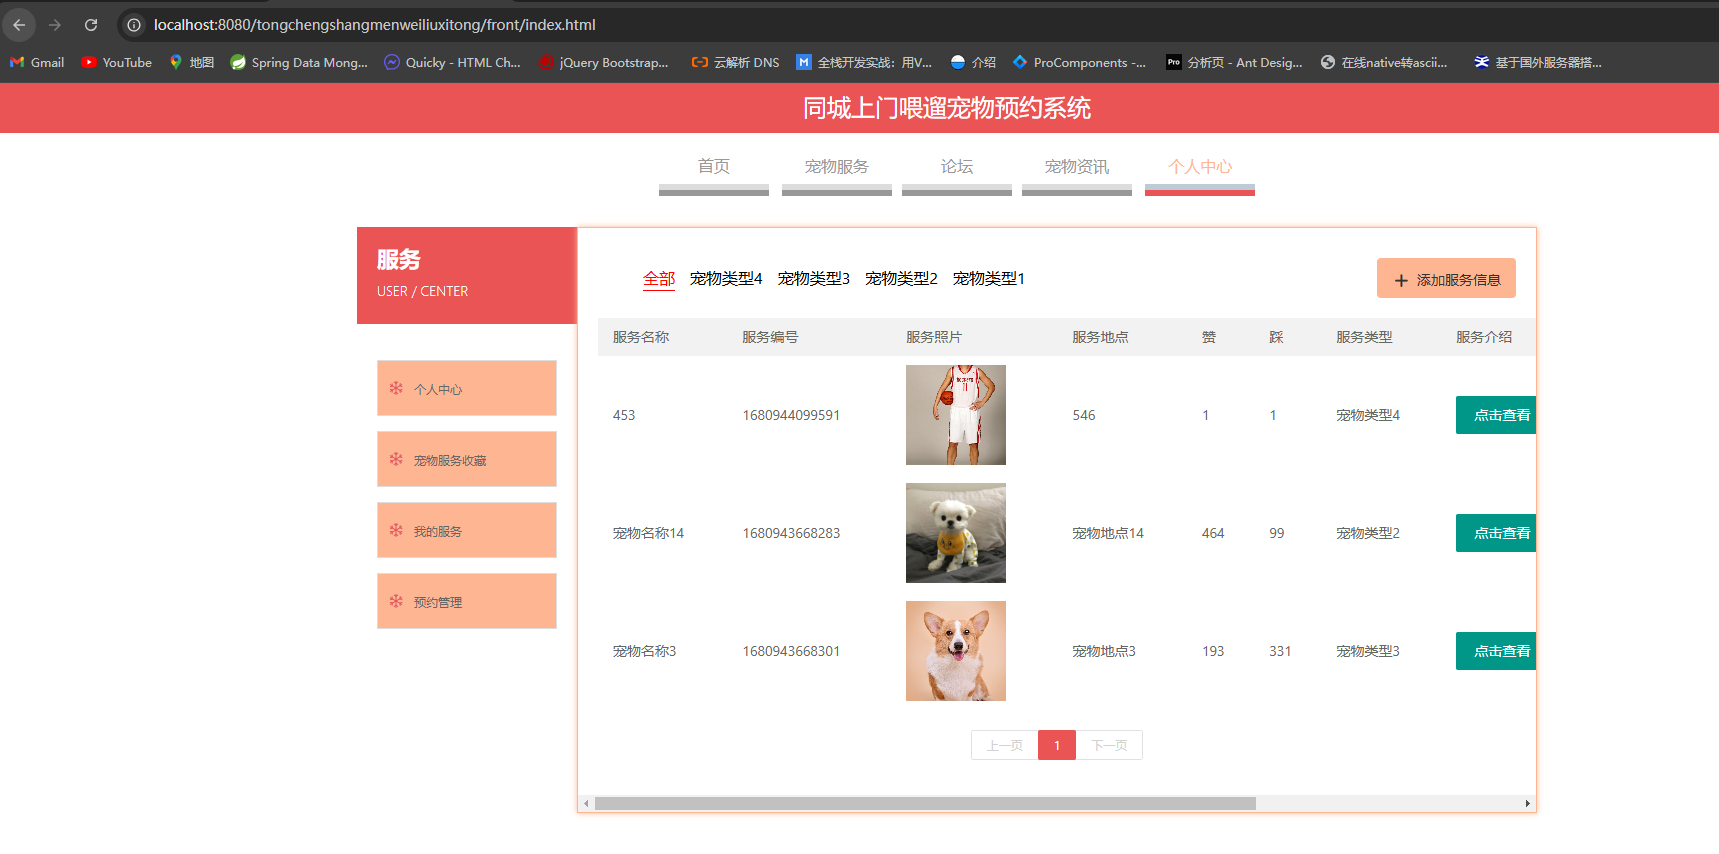 localhost:8080/tongchengshangmenweiliuxitong/front/index.html
Gmail YouTube 地图 Spring Data Mong... Quicky - HTML Ch... jQuery Bootstrap... 云解析 DNS M 全栈开发实战：用V... 介绍 ProComponents -... Pro 分析页 - Ant Desig... 在线native转ascii... 基于国外服务器搭...
同城上门喂遛宠物预约系统
首页 宠物服务 论坛 宠物资讯 个人中心
服务
USER / CENTER
个人中心
宠物服务收藏
我的服务
预约管理
全部 宠物类型4 宠物类型3 宠物类型2 宠物类型1 添加服务信息
服务名称 服务编号 服务照片 服务地点 赞 踩 服务类型 服务介绍
453 1680944099591 546 1 1 宠物类型4 点击查看
宠物名称14 1680943668283 宠物地点14 464 99 宠物类型2 点击查看
宠物名称3 1680943668301 宠物地点3 193 331 宠物类型3 点击查看
上一页 1 下一页